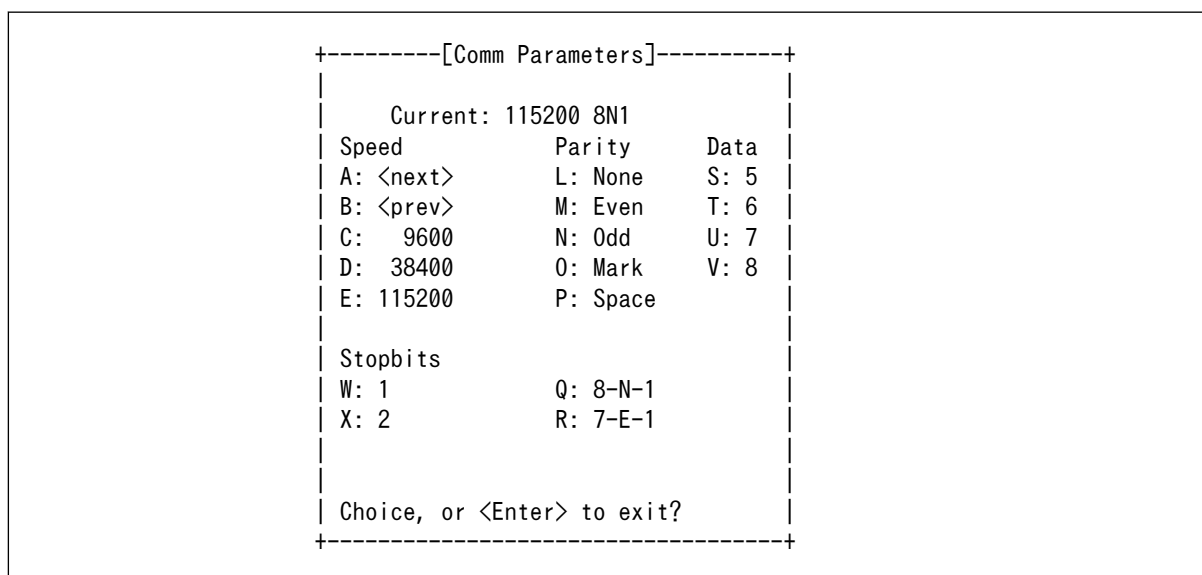 +---------[Comm Parameters]----------+
| |
| Current: 115200 8N1 |
| Speed Parity Data |
| A: <next> L: None S: 5 |
| B: <prev> M: Even T: 6 |
| C: 9600 N: Odd U: 7 |
| D: 38400 O: Mark V: 8 |
| E: 115200 P: Space |
| |
| Stopbits |
| W: 1 Q: 8-N-1 |
| X: 2 R: 7-E-1 |
| |
| |
| Choice, or <Enter> to exit? |
+------------------------------------+